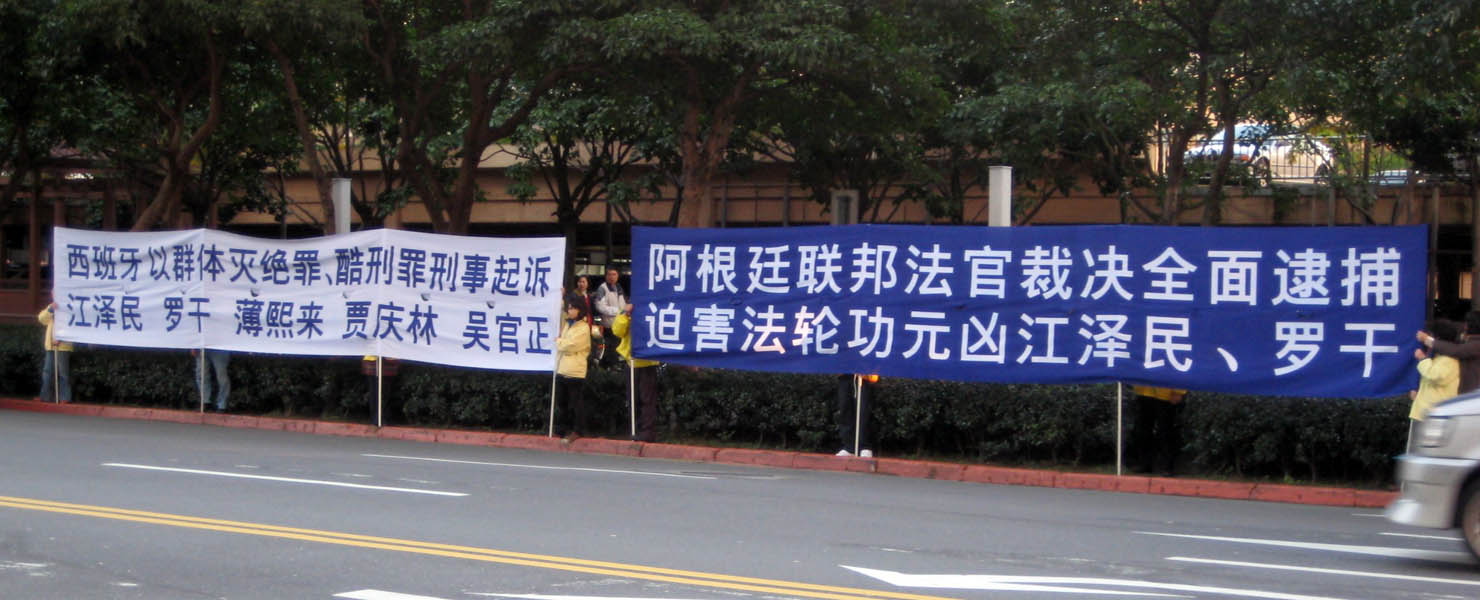 西班牙以群体灭绝罪、酷刑罪刑事起诉
江泽民 罗干 薄熙来 贾庆林 吴官正
阿根廷联邦法官裁决全面逮捕
迫害法轮功元凶江泽民、罗干